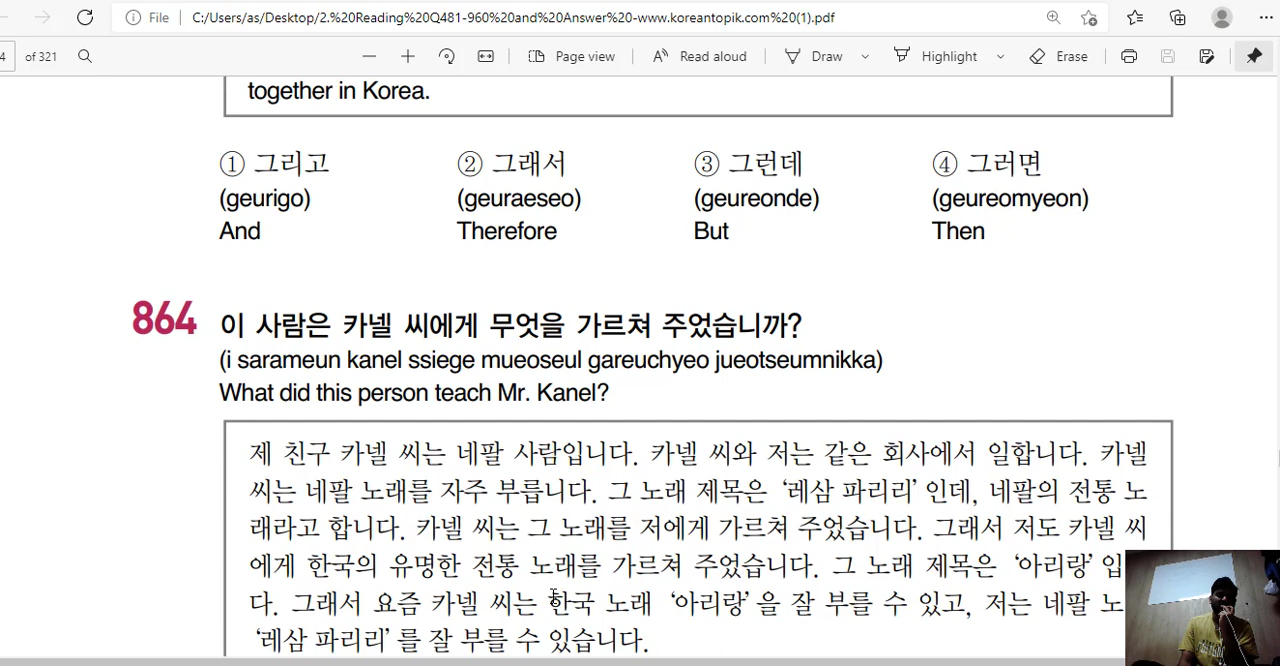 File C:/Users/as/Desktop/2.%20Reading%20Q481-960%20and%20Answer%20-www.koreantopik.com%20(1).pdf
4 of 321 Page view Read aloud Draw Highlight Erase
together in Korea.
① 그리고 ② 그래서 ③ 그런데 ④ 그러면
(geurigo) (geuraeseo) (geureonde) (geureomyeon)
And Therefore But Then
864 이 사람은 카넬 씨에게 무엇을 가르쳐 주었습니까?
(i sarameun kanel ssiege mueoseul gareuchyeo jueotseumnikka)
What did this person teach Mr. Kanel?
제 친구 카넬 씨는 네팔 사람입니다. 카넬 씨와 저는 같은 회사에서 일합니다. 카넬
씨는 네팔 노래를 자주 부릅니다. 그 노래 제목은 ‘레삼 파리리’ 인데, 네팔의 전통 노
래라고 합니다. 카넬 씨는 그 노래를 저에게 가르쳐 주었습니다. 그래서 저도 카넬 씨
에게 한국의 유명한 전통 노래를 가르쳐 주었습니다. 그 노래 제목은 ‘아리랑’ 입
다. 그래서 요즘 카넬 씨는 한국 노래 ‘아리랑’ 을 잘 부를 수 있고, 저는 네팔 노
‘레삼 파리리’ 를 잘 부를 수 있습니다.